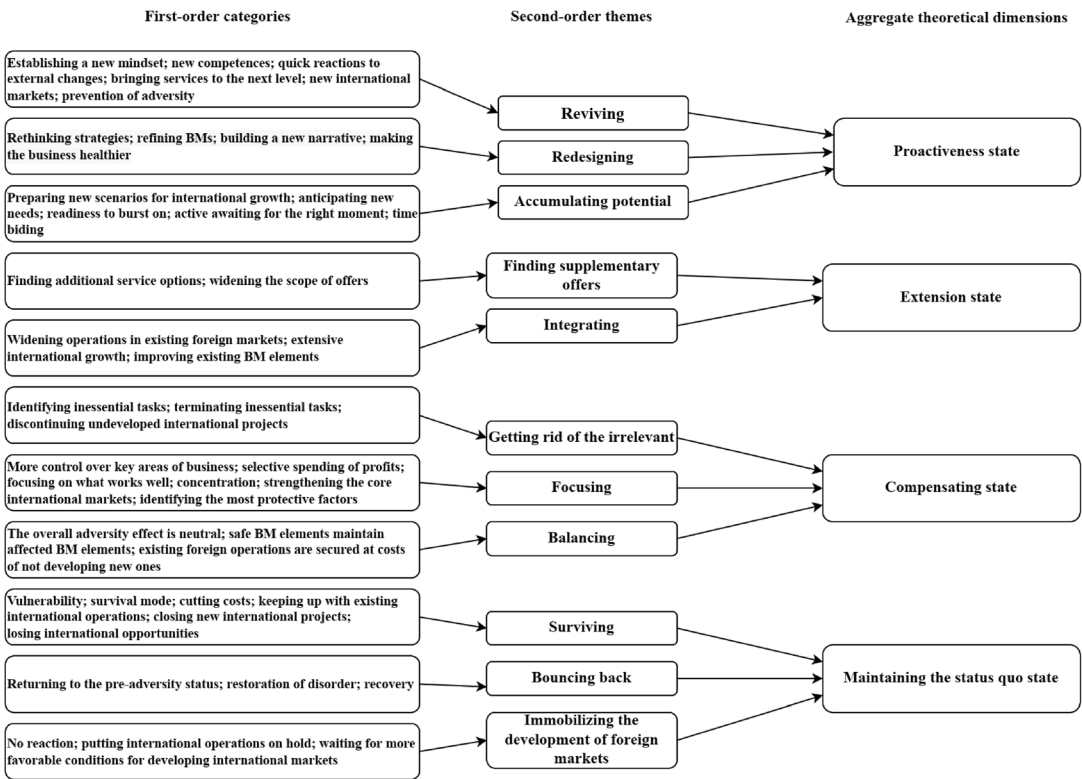 First-order categories
Second-order themes
Aggregate theoretical dimensions
Establishing a new mindset; new competences; quick reactions to
external changes; bringing services to the next level; new international
markets; prevention of adversity
Reviving
Rethinking strategies; refining BMs; building a new narrative; making
the business healthier
Redesigning
Proactiveness state
Preparing new scenarios for international growth; anticipating new
needs; readiness to burst on; active awaiting for the right moment; time
biding
Accumulating potential
Finding additional service options; widening the scope of offers
Finding supplementary
offers
Extension state
Widening operations in existing foreign markets; extensive
international growth; improving existing BM elements
Integrating
Identifying inessential tasks; terminating inessential tasks;
discontinuing undeveloped international projects
Getting rid of the irrelevant
More control over key areas of business; selective spending of profits;
focusing on what works well; concentration; strengthening the core
international markets; identifying the most protective factors
Focusing
Compensating state
The overall adversity effect is neutral; safe BM elements maintain
affected BM elements; existing foreign operations are secured at costs
of not developing new ones
Balancing
Vulnerability; survival mode; cutting costs; keeping up with existing
international operations; closing new international projects;
losing international opportunities
Surviving
Returning to the pre-adversity status; restoration of disorder; recovery
Bouncing back
Maintaining the status quo state
No reaction; putting international operations on hold; waiting for more
favorable conditions for developing international markets
Immobilizing the
development of foreign
markets